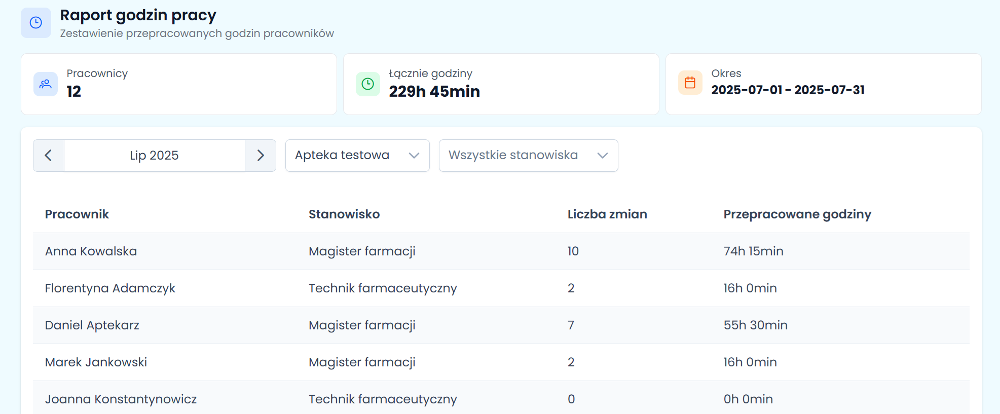 Raport godzin pracy
Zestawienie przepracowanych godzin pracowników
Pracownicy
12
Łącznie godziny
229h 45min
Okres
2025-07-01 - 2025-07-31
Lip 2025
Apteka testowa
Wszystkie stanowiska
Pracownik Stanowisko Liczba zmian Przepracowane godziny
Anna Kowalska Magister farmacji 10 74h 15min
Florentyna Adamczyk Technik farmaceutyczny 2 16h 0min
Daniel Aptekarz Magister farmacji 7 55h 30min
Marek Jankowski Magister farmacji 2 16h 0min
Joanna Konstantynowicz Technik farmaceutyczny 0 0h 0min